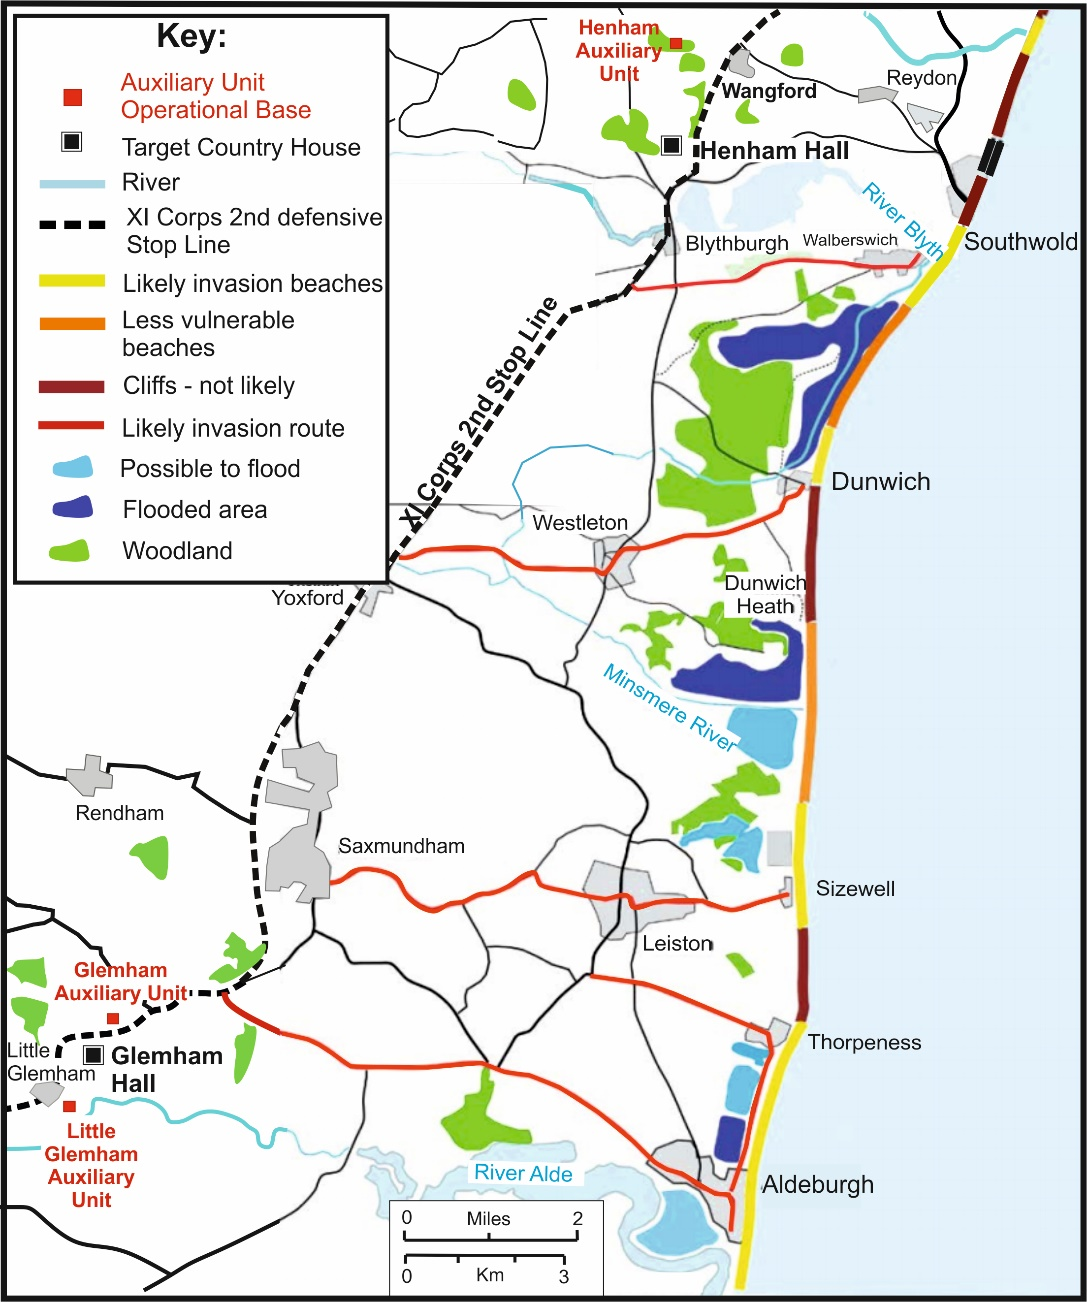 Key:
Auxiliary Unit
Operational Base
Target Country House
River
XI Corps 2nd defensive
Stop Line
Likely invasion beaches
Less vulnerable
beaches
Cliffs - not likely
Likely invasion route
Possible to flood
Flooded area
Woodland
Henham
Auxiliary
Unit
Wangford
Reydon
Henham Hall
River Blyth
Southwold
Blythburgh
Walberswich
XI Corps 2nd Stop Line
Dunwich
Westleton
Dunwich
Heath
Yoxford
Minsmere River
Rendham
Saxmundham
Sizewell
Leiston
Glemham
Auxiliary Unit
Thorpeness
Little
Glemham
Glemham
Hall
Little
Glemham
Auxiliary
Unit
River Alde
Aldeburgh
0 Miles 2
0 Km 3